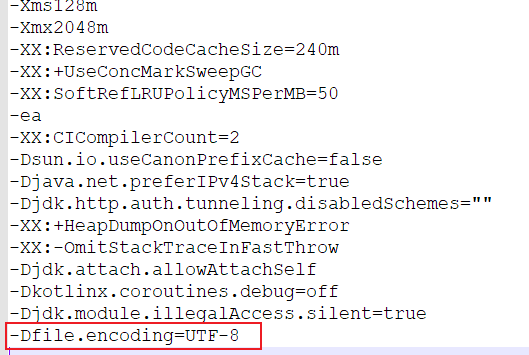 -Xms128m
-Xmx2048m
-XX:ReservedCodeCacheSize=240m
-XX:+UseConcMarkSweepGC
-XX:SoftRefLRUPolicyMSPerMB=50
-ea
-XX:CICompilerCount=2
-Dsun.io.useCanonPrefixCache=false
-Djava.net.preferIPv4Stack=true
-Djdk.http.auth.tunneling.disabledSchemes=""
-XX:+HeapDumpOnOutOfMemoryError
-XX:-OmitStackTraceInFastThrow
-Djdk.attach.allowAttachSelf
-Dkotlinx.coroutines.debug=off
-Djdk.module.illegalAccess.silent=true
-Dfile.encoding=UTF-8